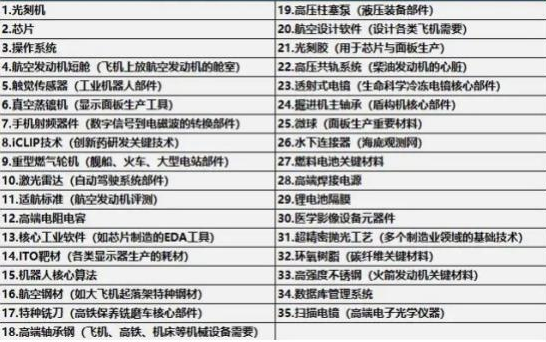 1.光刻机
2.芯片
3.操作系统
4.航空发动机短舱（飞机上放航空发动机的舱室）
5.触觉传感器（工业机器人部件）
6.真空蒸镀机（显示面板生产工具）
7.手机射频器件（数字信号到电磁波的转换部件）
8.iCLIP技术（创新药研发关键技术）
9.重型燃气轮机（舰船、火车、大型电站部件）
10.激光雷达（自动驾驶系统部件）
11.适航标准（航空发动机评测）
12.高端电阻电容
13.核心工业软件（如芯片制造的EDA工具）
14.ITO靶材（各类显示器生产的耗材）
15.机器人核心算法
16.航空钢材（如大飞机起落架特种钢材）
17.特种铣刀（高铁保养铣磨车核心部件）
18.高端轴承钢（飞机、高铁、机床等机械设备需要）
19.高压柱塞泵（液压装备部件）
20.航空设计软件（设计各类飞机需要）
21.光刻胶（用于芯片与面板生产）
22.高压共轨系统（柴油发动机的心脏）
23.透射式电镜（生命科学冷冻电镜核心部件）
24.掘进机主轴承（盾构机核心部件）
25.微球（面板生产重要材料）
26.水下连接器（海底观测网）
27.燃料电池关键材料
28.高端焊接电源
29.锂电池隔膜
30.医学影像设备元器件
31.超精密抛光工艺（多个制造业领域的基础技术）
32.环氧树脂（碳纤维关键材料）
33.高强度不锈钢（火箭发动机关键材料）
34.数据库管理系统
35.扫描电镜（高端电子光学仪器）